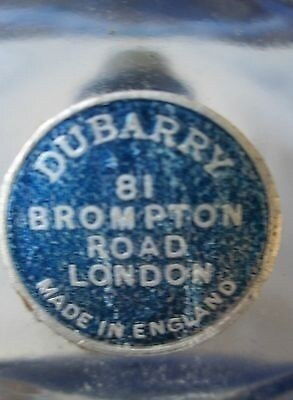 DUBARRY
81
BROMPTON
ROAD
LONDON
MADE IN ENGLAND